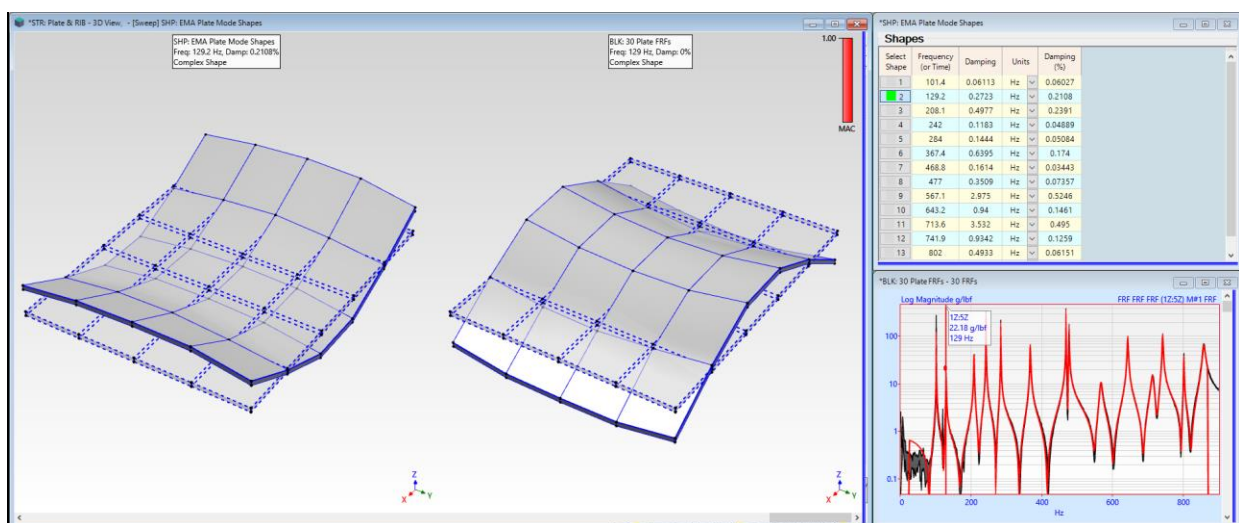 *STR: Plate & RIB - 3D View, - [Sweep] SHP: EMA Plate Mode Shapes
SHP: EMA Plate Mode Shapes
Freq: 129.2 Hz, Damp: 0.2108%
Complex Shape
BLK: 30 Plate FRFs
Freq: 129 Hz, Damp: 0%
Complex Shape
1.00
MAC
Z
X
Y
Z
X
Y
*SHP: EMA Plate Mode Shapes
Shapes
Select Shape Frequency (or Time) Damping Units Damping (%)
1 101.4 0.06113 Hz 0.06027
2 129.2 0.2723 Hz 0.2108
3 208.1 0.4977 Hz 0.2391
4 242 0.1183 Hz 0.04889
5 284 0.1444 Hz 0.05084
6 367.4 0.6395 Hz 0.174
7 468.8 0.1614 Hz 0.03443
8 477 0.3509 Hz 0.07357
9 567.1 2.975 Hz 0.5246
10 643.2 0.94 Hz 0.1461
11 713.6 3.532 Hz 0.495
12 741.9 0.9342 Hz 0.1259
13 802 0.4933 Hz 0.06151
*BLK: 30 Plate FRFs - 30 FRFs
Log Magnitude g/lbf FRF FRF FRF (1Z:5Z) M#1 FRF
1Z:5Z
22.18 g/lbf
129 Hz
100
10
1
0.1
0 200 400 600 800
Hz